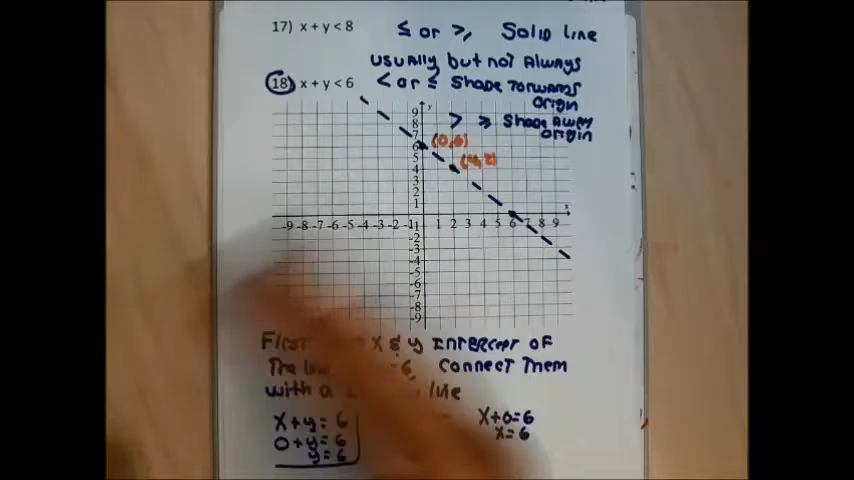 17) x + y < 8
≤ or ≥, Solid Line
usually but not Always
18) x + y < 6
< or ≤ Shade Towards
origin
> ≥ Shade Away
origin
y
9
8
7
6
5
4
3
2
1
(0,6)
(4,2)
x
-9 -8 -7 -6 -5 -4 -3 -2 -1 1 2 3 4 5 6 7 8 9
-1
-2
-3
-4
-5
-6
-7
-8
-9
First x & y Intercept of
The 6, connect Them
with a line
x+y=6
0+y=6
y=6
x+0=6
x=6